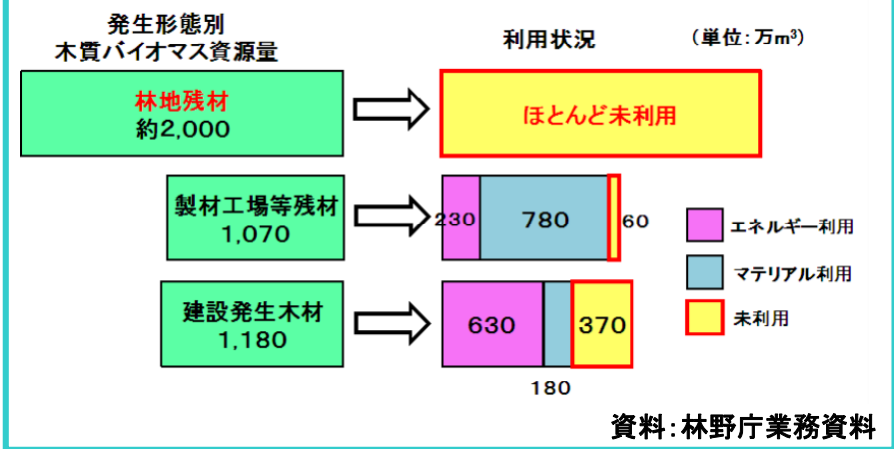 発生形態別
木質バイオマス資源量
利用状況
（単位：万m³）
林地残材
約2,000
ほとんど未利用
製材工場等残材
1,070
230
780
60
建設発生木材
1,180
630
370
180
エネルギー利用
マテリアル利用
未利用
資料：林野庁業務資料